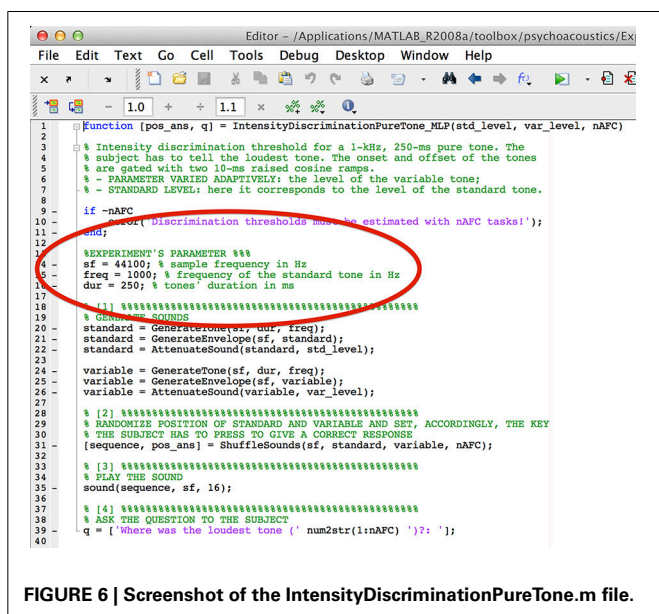 Editor – /Applications/MATLAB_R2008a/toolbox/psychoacoustics/Exp
File Edit Text Go Cell Tools Debug Desktop Window Help
1.0 1.1
1 function [pos_ans, q] = IntensityDiscriminationPureTone_MLP(std_level, var_level, nAFC)
2
3 % Intensity discrimination threshold for a 1-kHz, 250-ms pure tone. The
4 % subject has to tell the loudest tone. The onset and offset of the tones
5 % are gated with two 10-ms raised cosine ramps.
6 % - PARAMETER VARIED ADAPTIVELY: the level of the variable tone;
7 % - STANDARD LEVEL: here it corresponds to the level of the standard tone.
8
9 – if ~nAFC
10 – error('Discrimination thresholds must be estimated with nAFC tasks!');
11 – end;
12
13 %EXPERIMENT'S PARAMETER %%%
14 – sf = 44100; % sample frequency in Hz
15 – freq = 1000; % frequency of the standard tone in Hz
16 – dur = 250; % tones' duration in ms
17
18 % [1] %%%%%%%%%%%%%%%%%%%%%%%%%%%%%%%%%%%%%%%%%%%%%
19 % GENERATE SOUNDS
20 – standard = GenerateTone(sf, dur, freq);
21 – standard = GenerateEnvelope(sf, standard);
22 – standard = AttenuateSound(standard, std_level);
23
24 – variable = GenerateTone(sf, dur, freq);
25 – variable = GenerateEnvelope(sf, variable);
26 – variable = AttenuateSound(variable, var_level);
27
28 % [2] %%%%%%%%%%%%%%%%%%%%%%%%%%%%%%%%%%%%%%%%%%%%%
29 % RANDOMIZE POSITION OF STANDARD AND VARIABLE AND SET, ACCORDINGLY, THE KEY
30 % THE SUBJECT HAS TO PRESS TO GIVE A CORRECT RESPONSE
31 – [sequence, pos_ans] = ShuffleSounds(sf, standard, variable, nAFC);
32
33 % [3] %%%%%%%%%%%%%%%%%%%%%%%%%%%%%%%%%%%%%%%%%%%%%
34 % PLAY THE SOUND
35 – sound(sequence, sf, 16);
36
37 % [4] %%%%%%%%%%%%%%%%%%%%%%%%%%%%%%%%%%%%%%%%%%%%%
38 % ASK THE QUESTION TO THE SUBJECT
39 – q = ['Where was the loudest tone (' num2str(1:nAFC) ')?: '];
40
FIGURE 6 | Screenshot of the IntensityDiscriminationPureTone.m file.